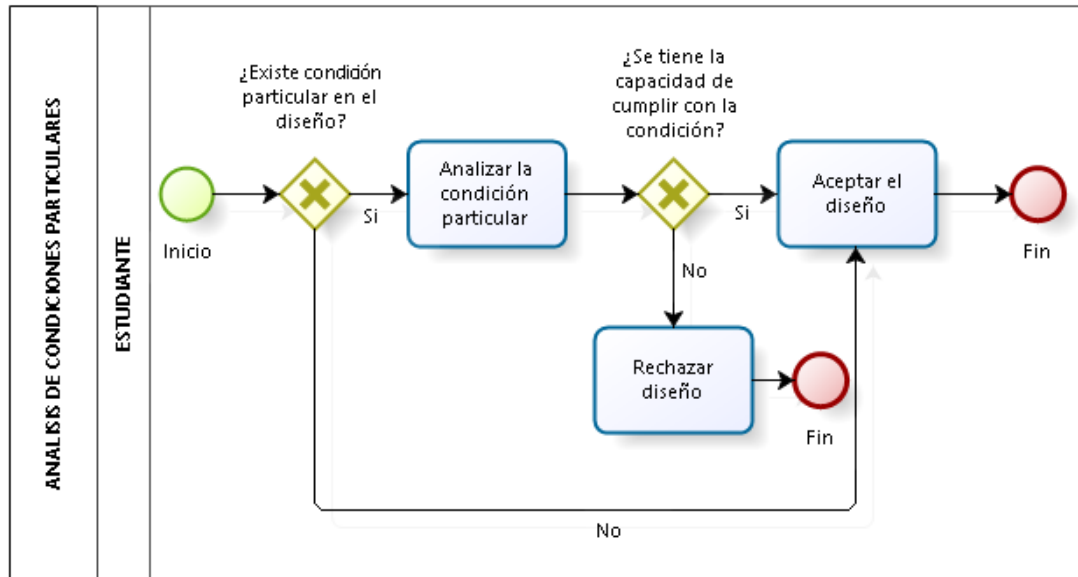 ANALISIS DE CONDICIONES PARTICULARES
ESTUDIANTE
Inicio
¿Existe condición
particular en el
diseño?
Si
Analizar la
condición
particular
¿Se tiene la
capacidad de
cumplir con la
condición?
Si
Aceptar el
diseño
Fin
No
Rechazar
diseño
Fin
No